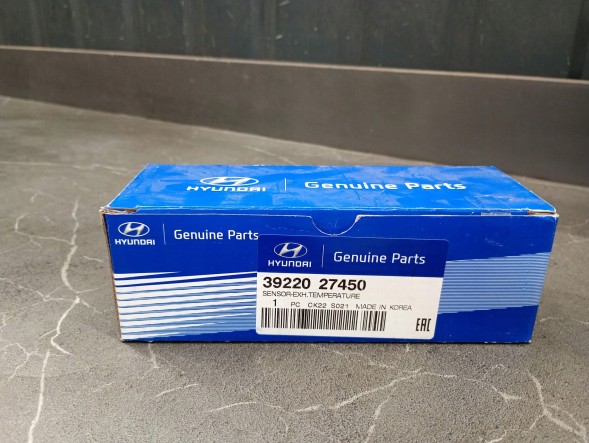 HYUNDAI Genuine Parts
HYUNDAI Genuine Parts
HYUNDAI Genuine Parts
39220 27450
SENSOR-EXH.TEMPERATURE
1 PC CK22 S021 MADE IN KOREA
EAC